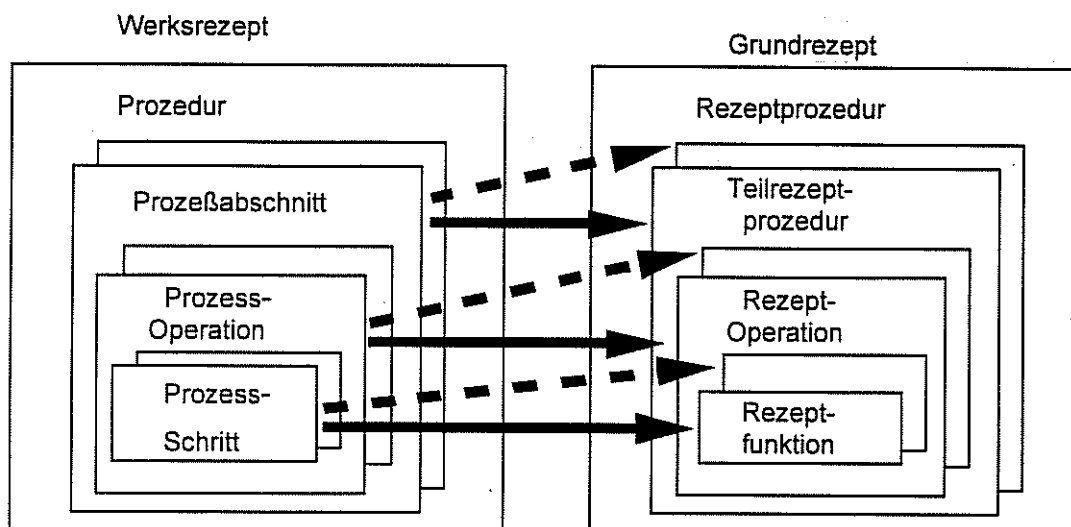 Werksrezept
Prozedur
Prozeßabschnitt
Prozess-
Operation
Prozess-
Schritt
Grundrezept
Rezeptprozedur
Teilrezept-
prozedur
Rezept-
Operation
Rezept-
funktion